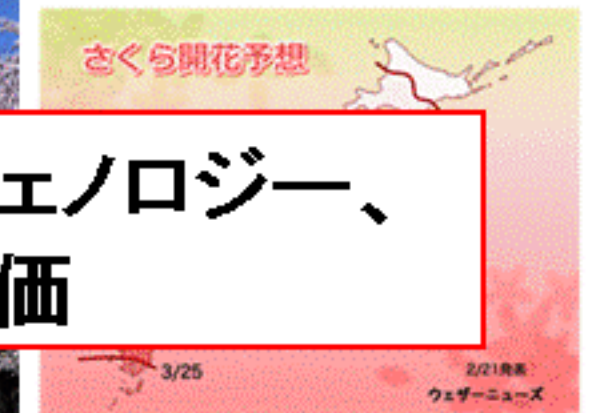 さくら開花予想
ェノロジー、
価
3/25
2/21発表
ウェザーニューズ